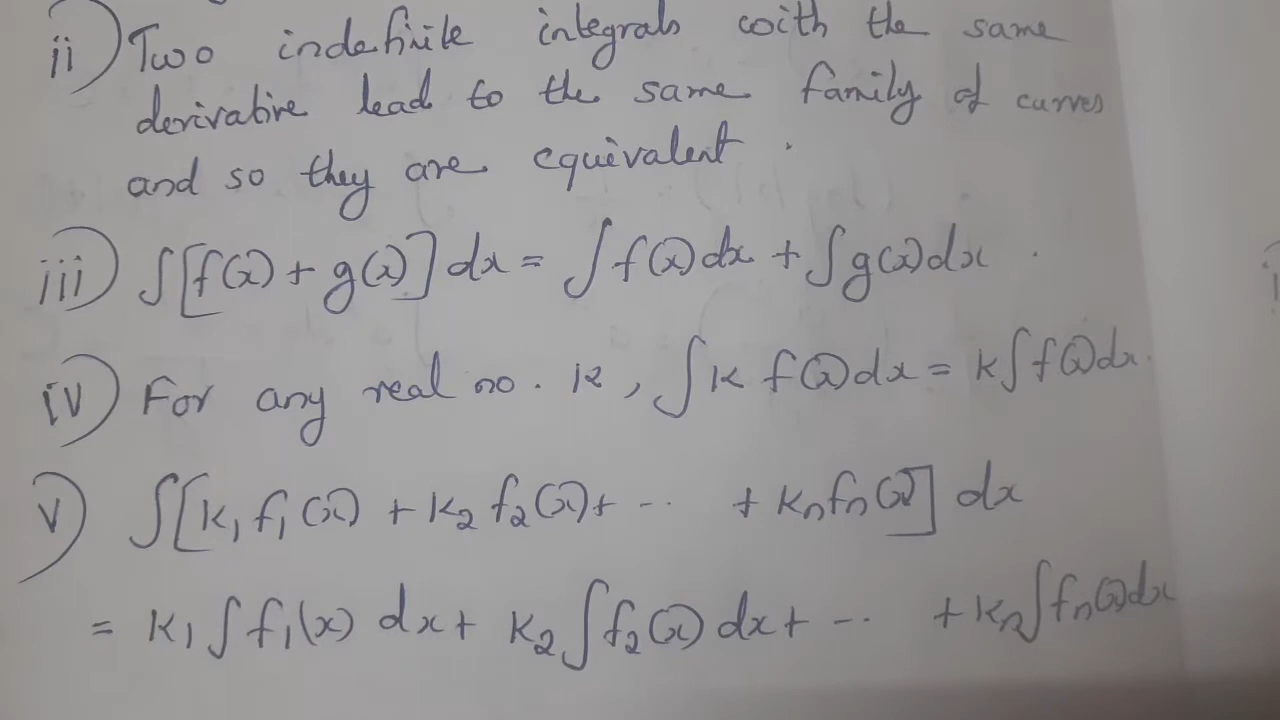 ii) Two indefinite integrals with the same
derivative lead to the same family of curves
and so they are equivalent.
iii) ∫[f(x) + g(x)] dx = ∫f(x) dx + ∫g(x) dx.
iv) For any real no. k, ∫k f(x) dx = k∫f(x) dx.
v) ∫[k₁ f₁(x) + k₂ f₂(x) + ... + kₙ fₙ(x)] dx
= k₁ ∫f₁(x) dx + k₂ ∫f₂(x) dx + ... + kₙ ∫fₙ(x) dx